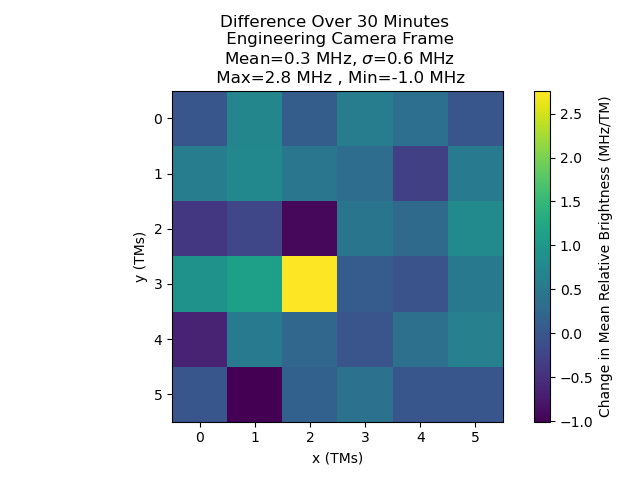 Difference Over 30 Minutes
Engineering Camera Frame
Mean=0.3 MHz, σ=0.6 MHz
Max=2.8 MHz , Min=-1.0 MHz
y (TMs)
0
1
2
3
4
5
0 1 2 3 4 5
x (TMs)
2.5
2.0
1.5
1.0
0.5
0.0
−0.5
−1.0
Change in Mean Relative Brightness (MHz/TM)